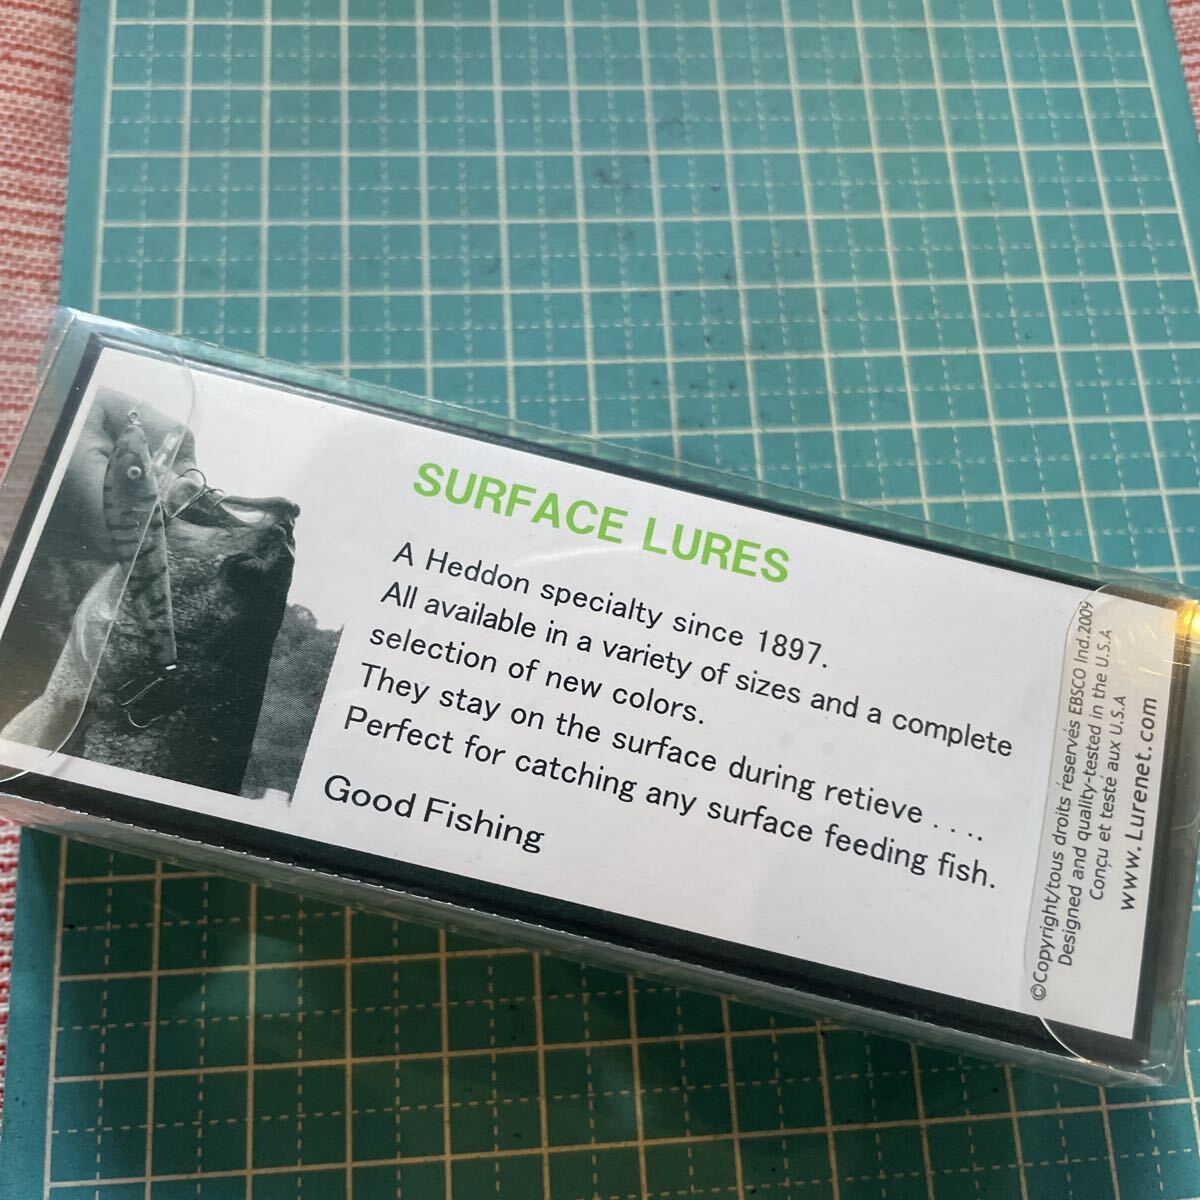 SURFACE LURES
A Heddon specialty since 1897.
All available in a variety of sizes and a complete
selection of new colors.
They stay on the surface during retieve . . . .
Perfect for catching any surface feeding fish.
Good Fishing
©Copyright/tous droits réservés EBSCO Ind.2009
Designed and quality-tested in the U.S.A
Conçu et testé aux U.S.A
www.Lurenet.com